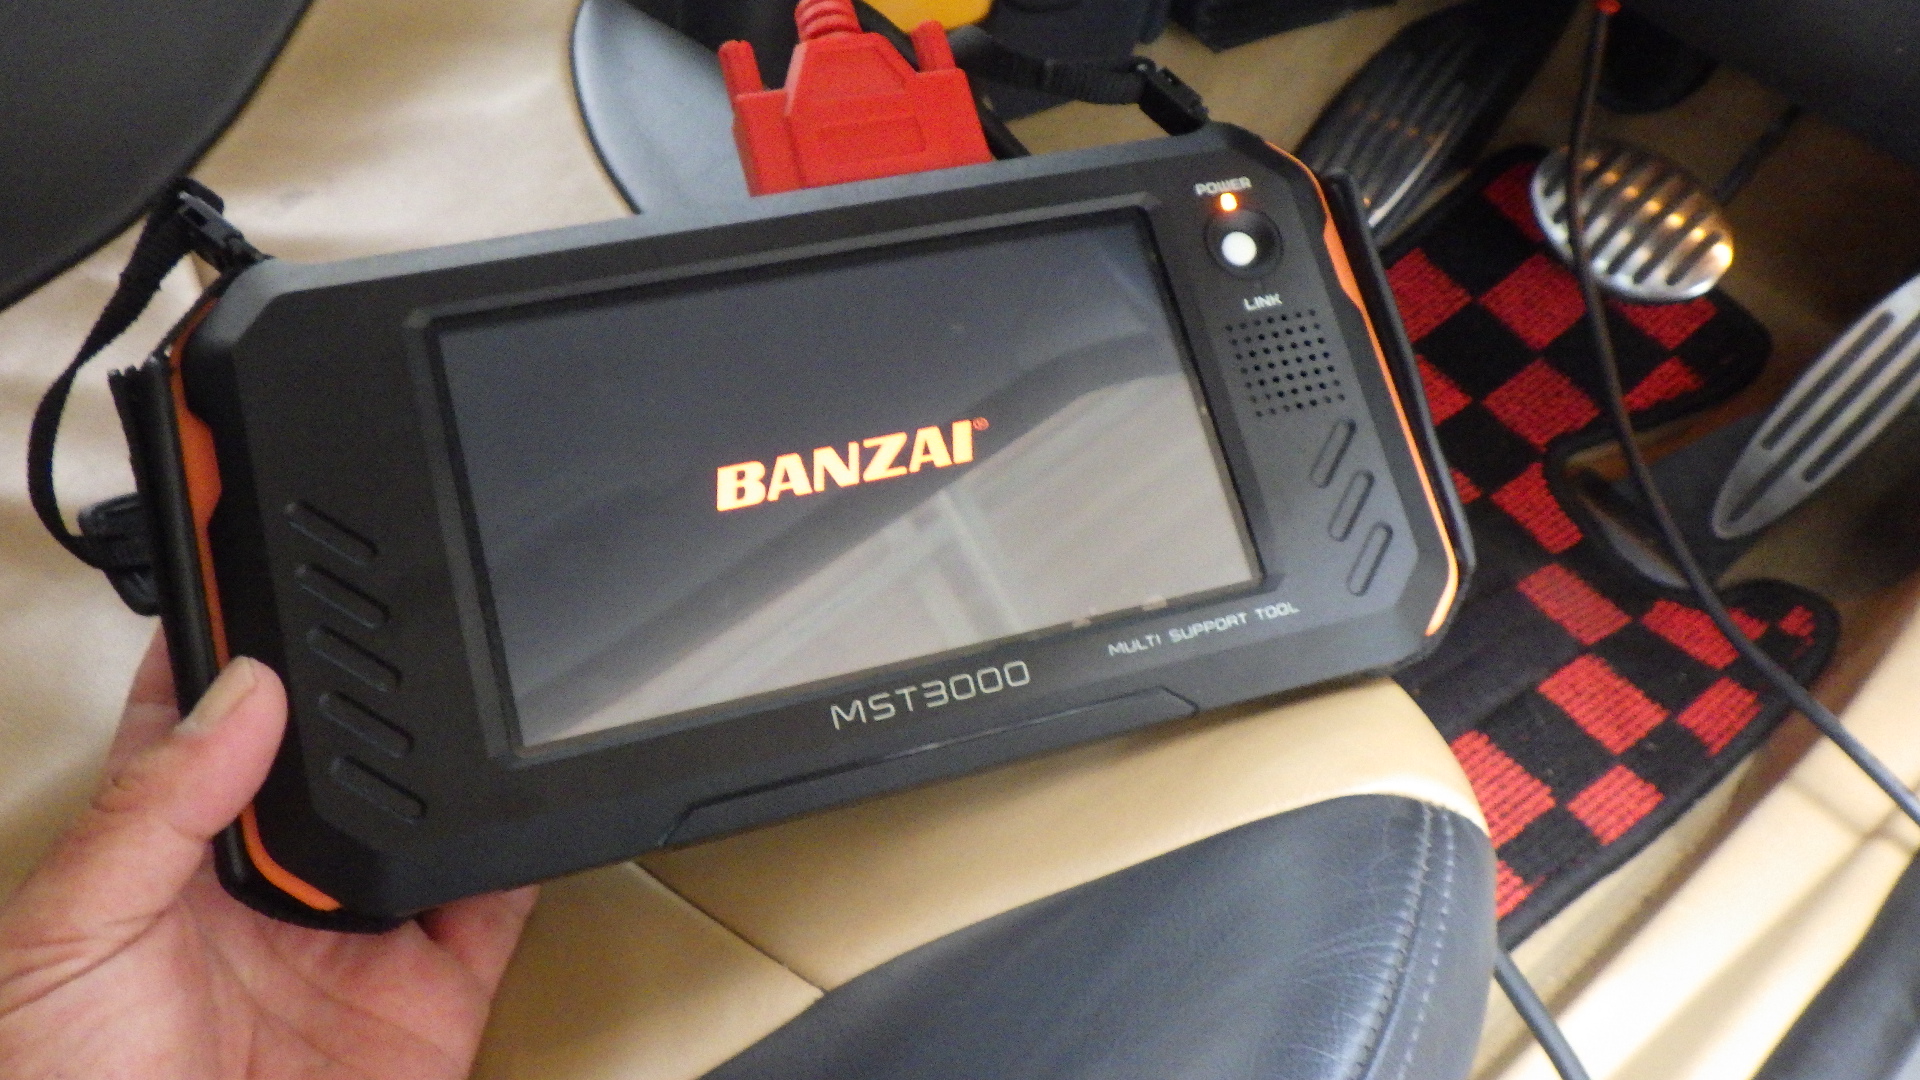 POWER
LINK
BANZAI®
MULTI SUPPORT TOOL
MST3000